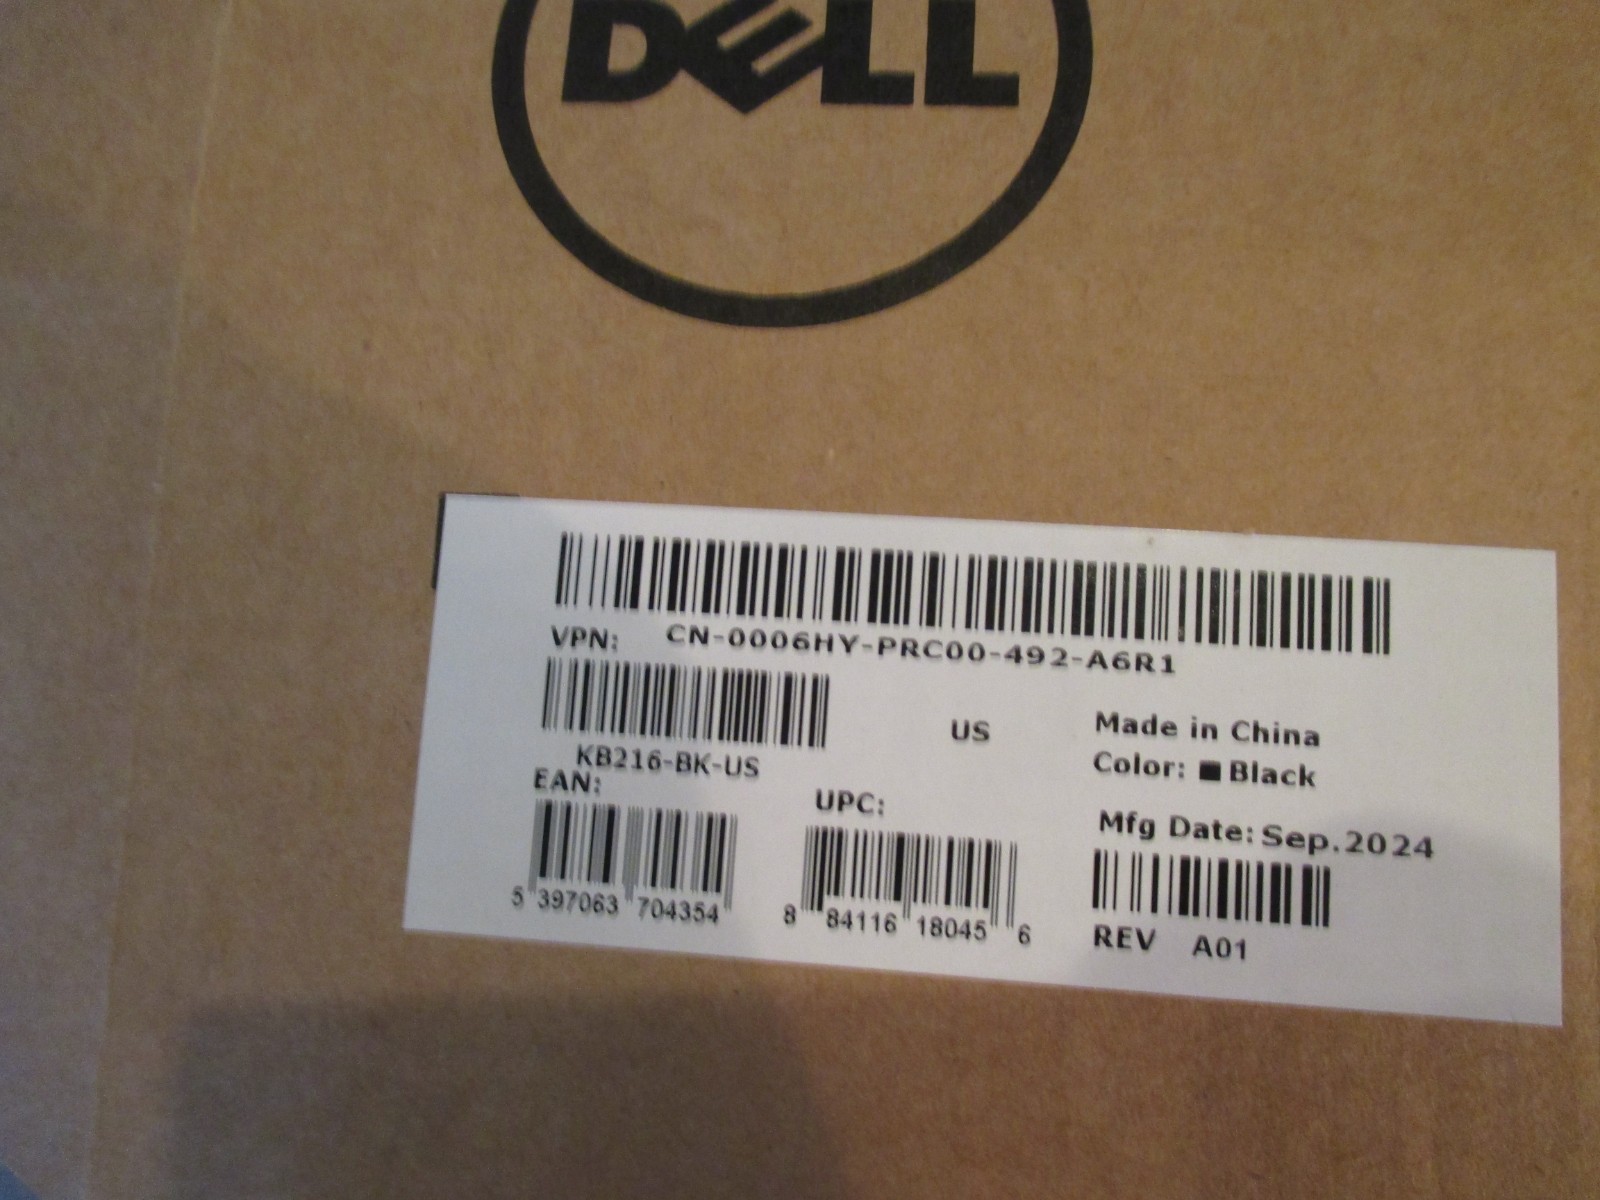 DELL
CN-0006HY-PRC00-492-A6R1
VPN:
KB216-BK-US
US
Made in China
Color: Black
EAN:
5 397063 704354
UPC:
8 84116 18045 6
Mfg Date: Sep.2024
REV A01